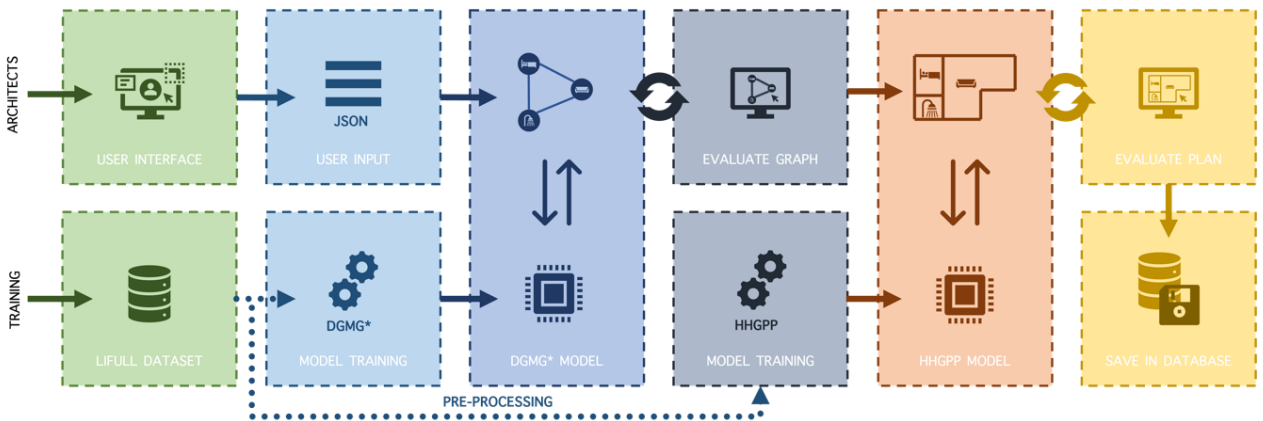 ARCHITECTS
JSON
USER INTERFACE
USER INPUT
EVALUATE GRAPH
EVALUATE PLAN
TRAINING
DGMG*
HHGPP
LIFULL DATASET
MODEL TRAINING
DGMG* MODEL
MODEL TRAINING
HHGPP MODEL
SAVE IN DATABASE
PRE-PROCESSING